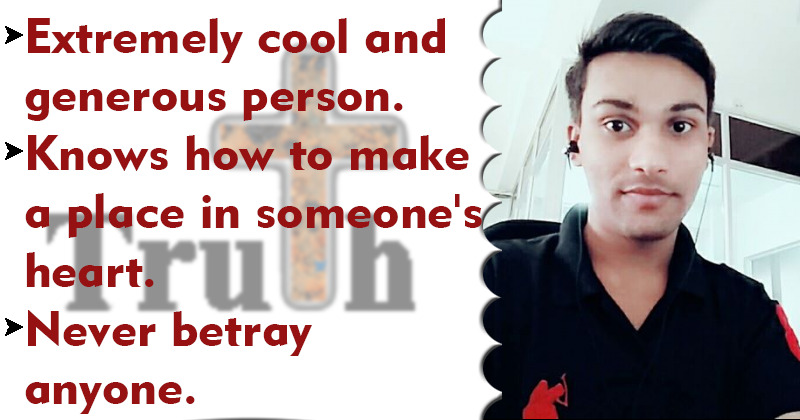 ➤Extremely cool and
generous person.
➤Knows how to make
a place in someone's
heart.
Truth
➤Never betray
anyone.